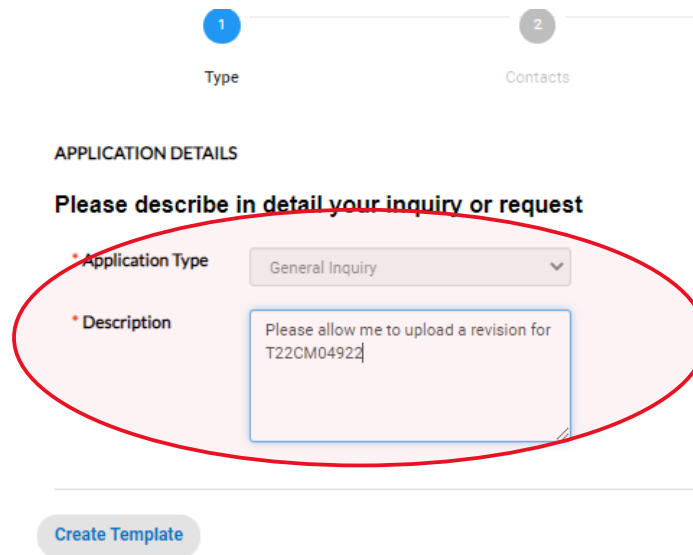 1
2
Type
Contacts
APPLICATION DETAILS
Please describe in detail your inquiry or request
* Application Type
General Inquiry
* Description
Please allow me to upload a revision for
T22CM04922
Create Template